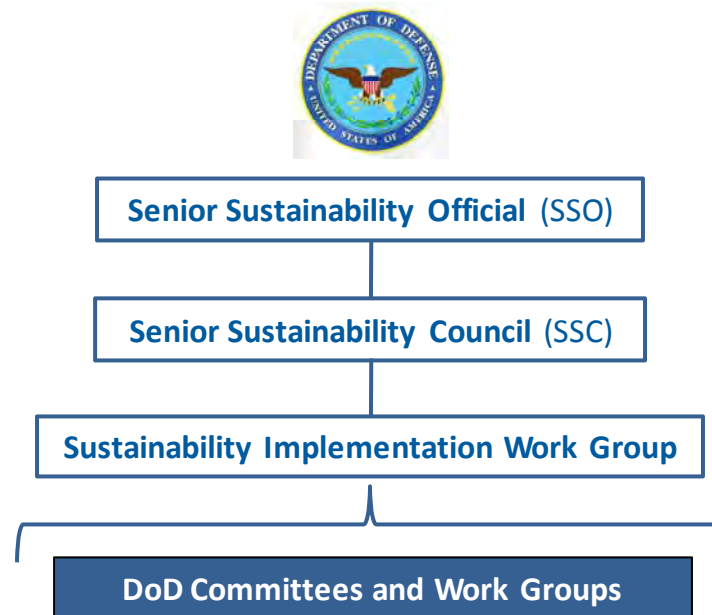 DEPARTMENT OF DEFENSE
UNITED STATES OF AMERICA
Senior Sustainability Official (SSO)
Senior Sustainability Council (SSC)
Sustainability Implementation Work Group
DoD Committees and Work Groups